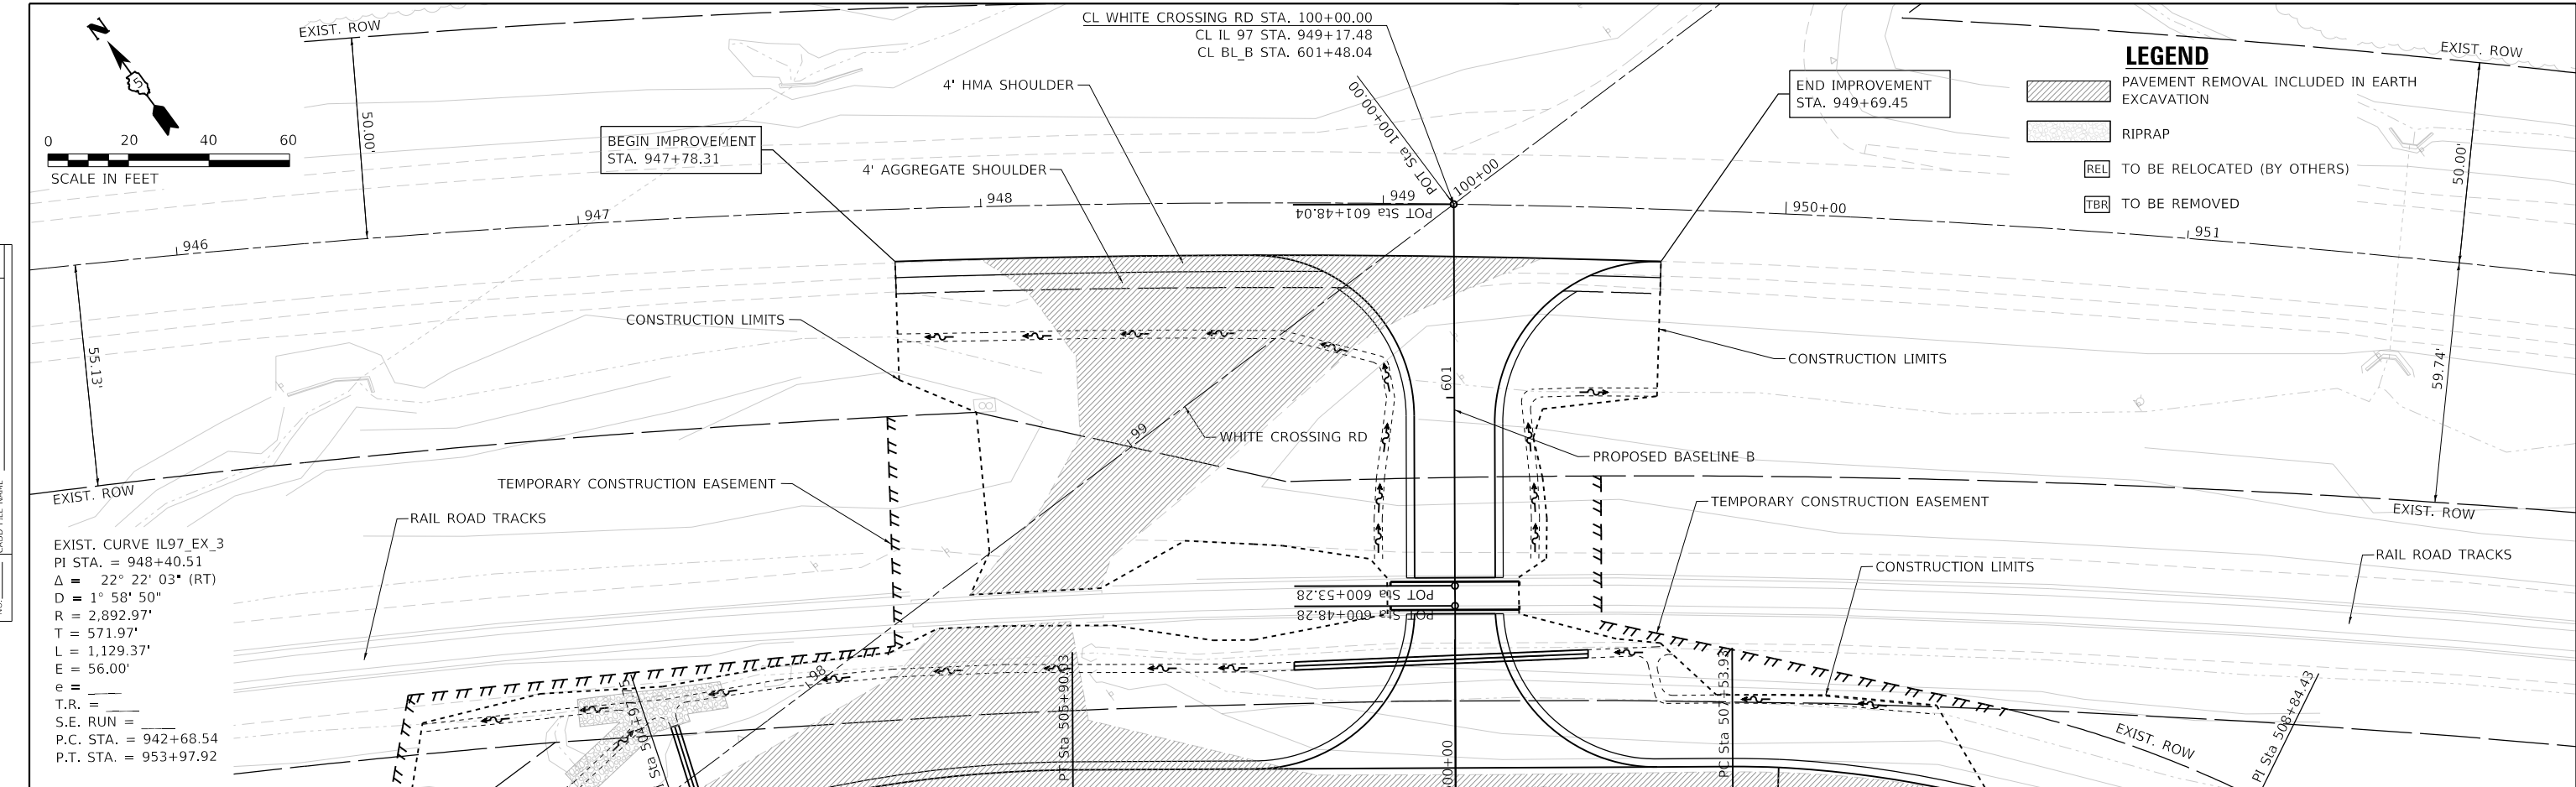 EXIST. ROW
CL WHITE CROSSING RD STA. 100+00.00
CL IL 97 STA. 949+17.48
CL BL_B STA. 601+48.04
N
5
0 20 40 60
SCALE IN FEET
50.00'
4' HMA SHOULDER
BEGIN IMPROVEMENT
STA. 947+78.31
4' AGGREGATE SHOULDER
POT Sta 100+00.00
100+00
END IMPROVEMENT
STA. 949+69.45
LEGEND
PAVEMENT REMOVAL INCLUDED IN EARTH
EXCAVATION
RIPRAP
REL TO BE RELOCATED (BY OTHERS)
TBR TO BE REMOVED
EXIST. ROW
50.00'
946
947
948
949
POT Sta 601+48.04
950+00
951
55.13'
CONSTRUCTION LIMITS
CONSTRUCTION LIMITS
59.74'
601
99
WHITE CROSSING RD
PROPOSED BASELINE B
EXIST. ROW
TEMPORARY CONSTRUCTION EASEMENT
TEMPORARY CONSTRUCTION EASEMENT
EXIST. ROW
RAIL ROAD TRACKS
RAIL ROAD TRACKS
CONSTRUCTION LIMITS
EXIST. CURVE IL97_EX_3
PI STA. = 948+40.51
Δ = 22° 22' 03" (RT)
D = 1° 58' 50"
R = 2,892.97'
T = 571.97'
L = 1,129.37'
E = 56.00'
e = ____
T.R. = ____
S.E. RUN = ____
P.C. STA. = 942+68.54
P.T. STA. = 953+97.92
POT Sta 600+53.28
POT Sta 600+48.28
98
PT Sta 505+90.03
EXIST. ROW
PI Sta 508+84.43